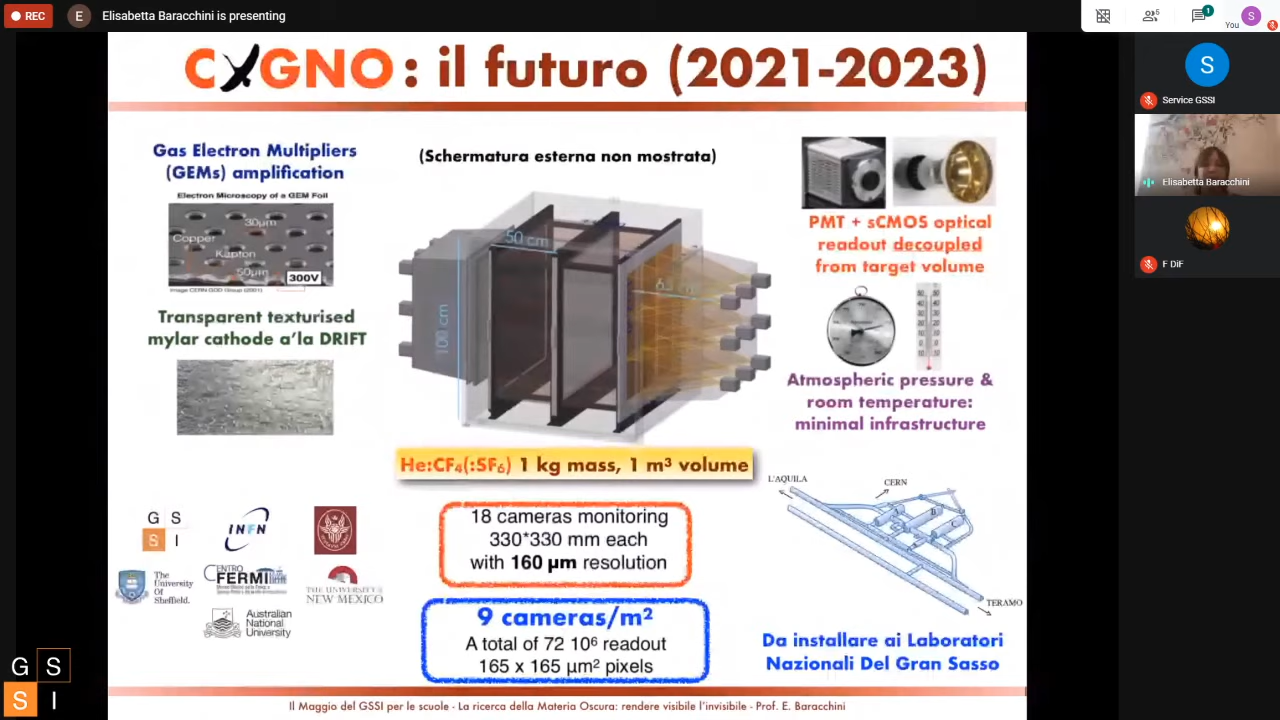 REC
E
Elisabetta Baracchini is presenting
6
1
You
S
CYGNO: il futuro (2021-2023)
Gas Electron Multipliers
(GEMs) amplification
Electron Microscopy of a GEM Foil
30µm
Copper
Kapton
50µm
300V
Transparent texturised
mylar cathode a'la DRIFT
(Schermatura esterna non mostrata)
50 cm
100 cm
He:CF₄(:SF₆) 1 kg mass, 1 m³ volume
PMT + sCMOS optical
readout decoupled
from target volume
Atmospheric pressure &
room temperature:
minimal infrastructure
18 cameras monitoring
330*330 mm each
with 160 µm resolution
9 cameras/m²
A total of 72 10⁶ readout
165 x 165 µm² pixels
L'AQUILA
CERN
A
B
C
TERAMO
Da installare ai Laboratori
Nazionali Del Gran Sasso
G S
S I
INFN
The
University
Of
Sheffield.
CENTRO
FERMI
THE UNIVERSITY of
NEW MEXICO
Australian
National
University
G S
S I
Il Maggio del GSSI per le scuole - La ricerca della Materia Oscura: rendere visibile l'invisibile - Prof. E. Baracchini
S
Service GSSI
Elisabetta Baracchini
F DiF